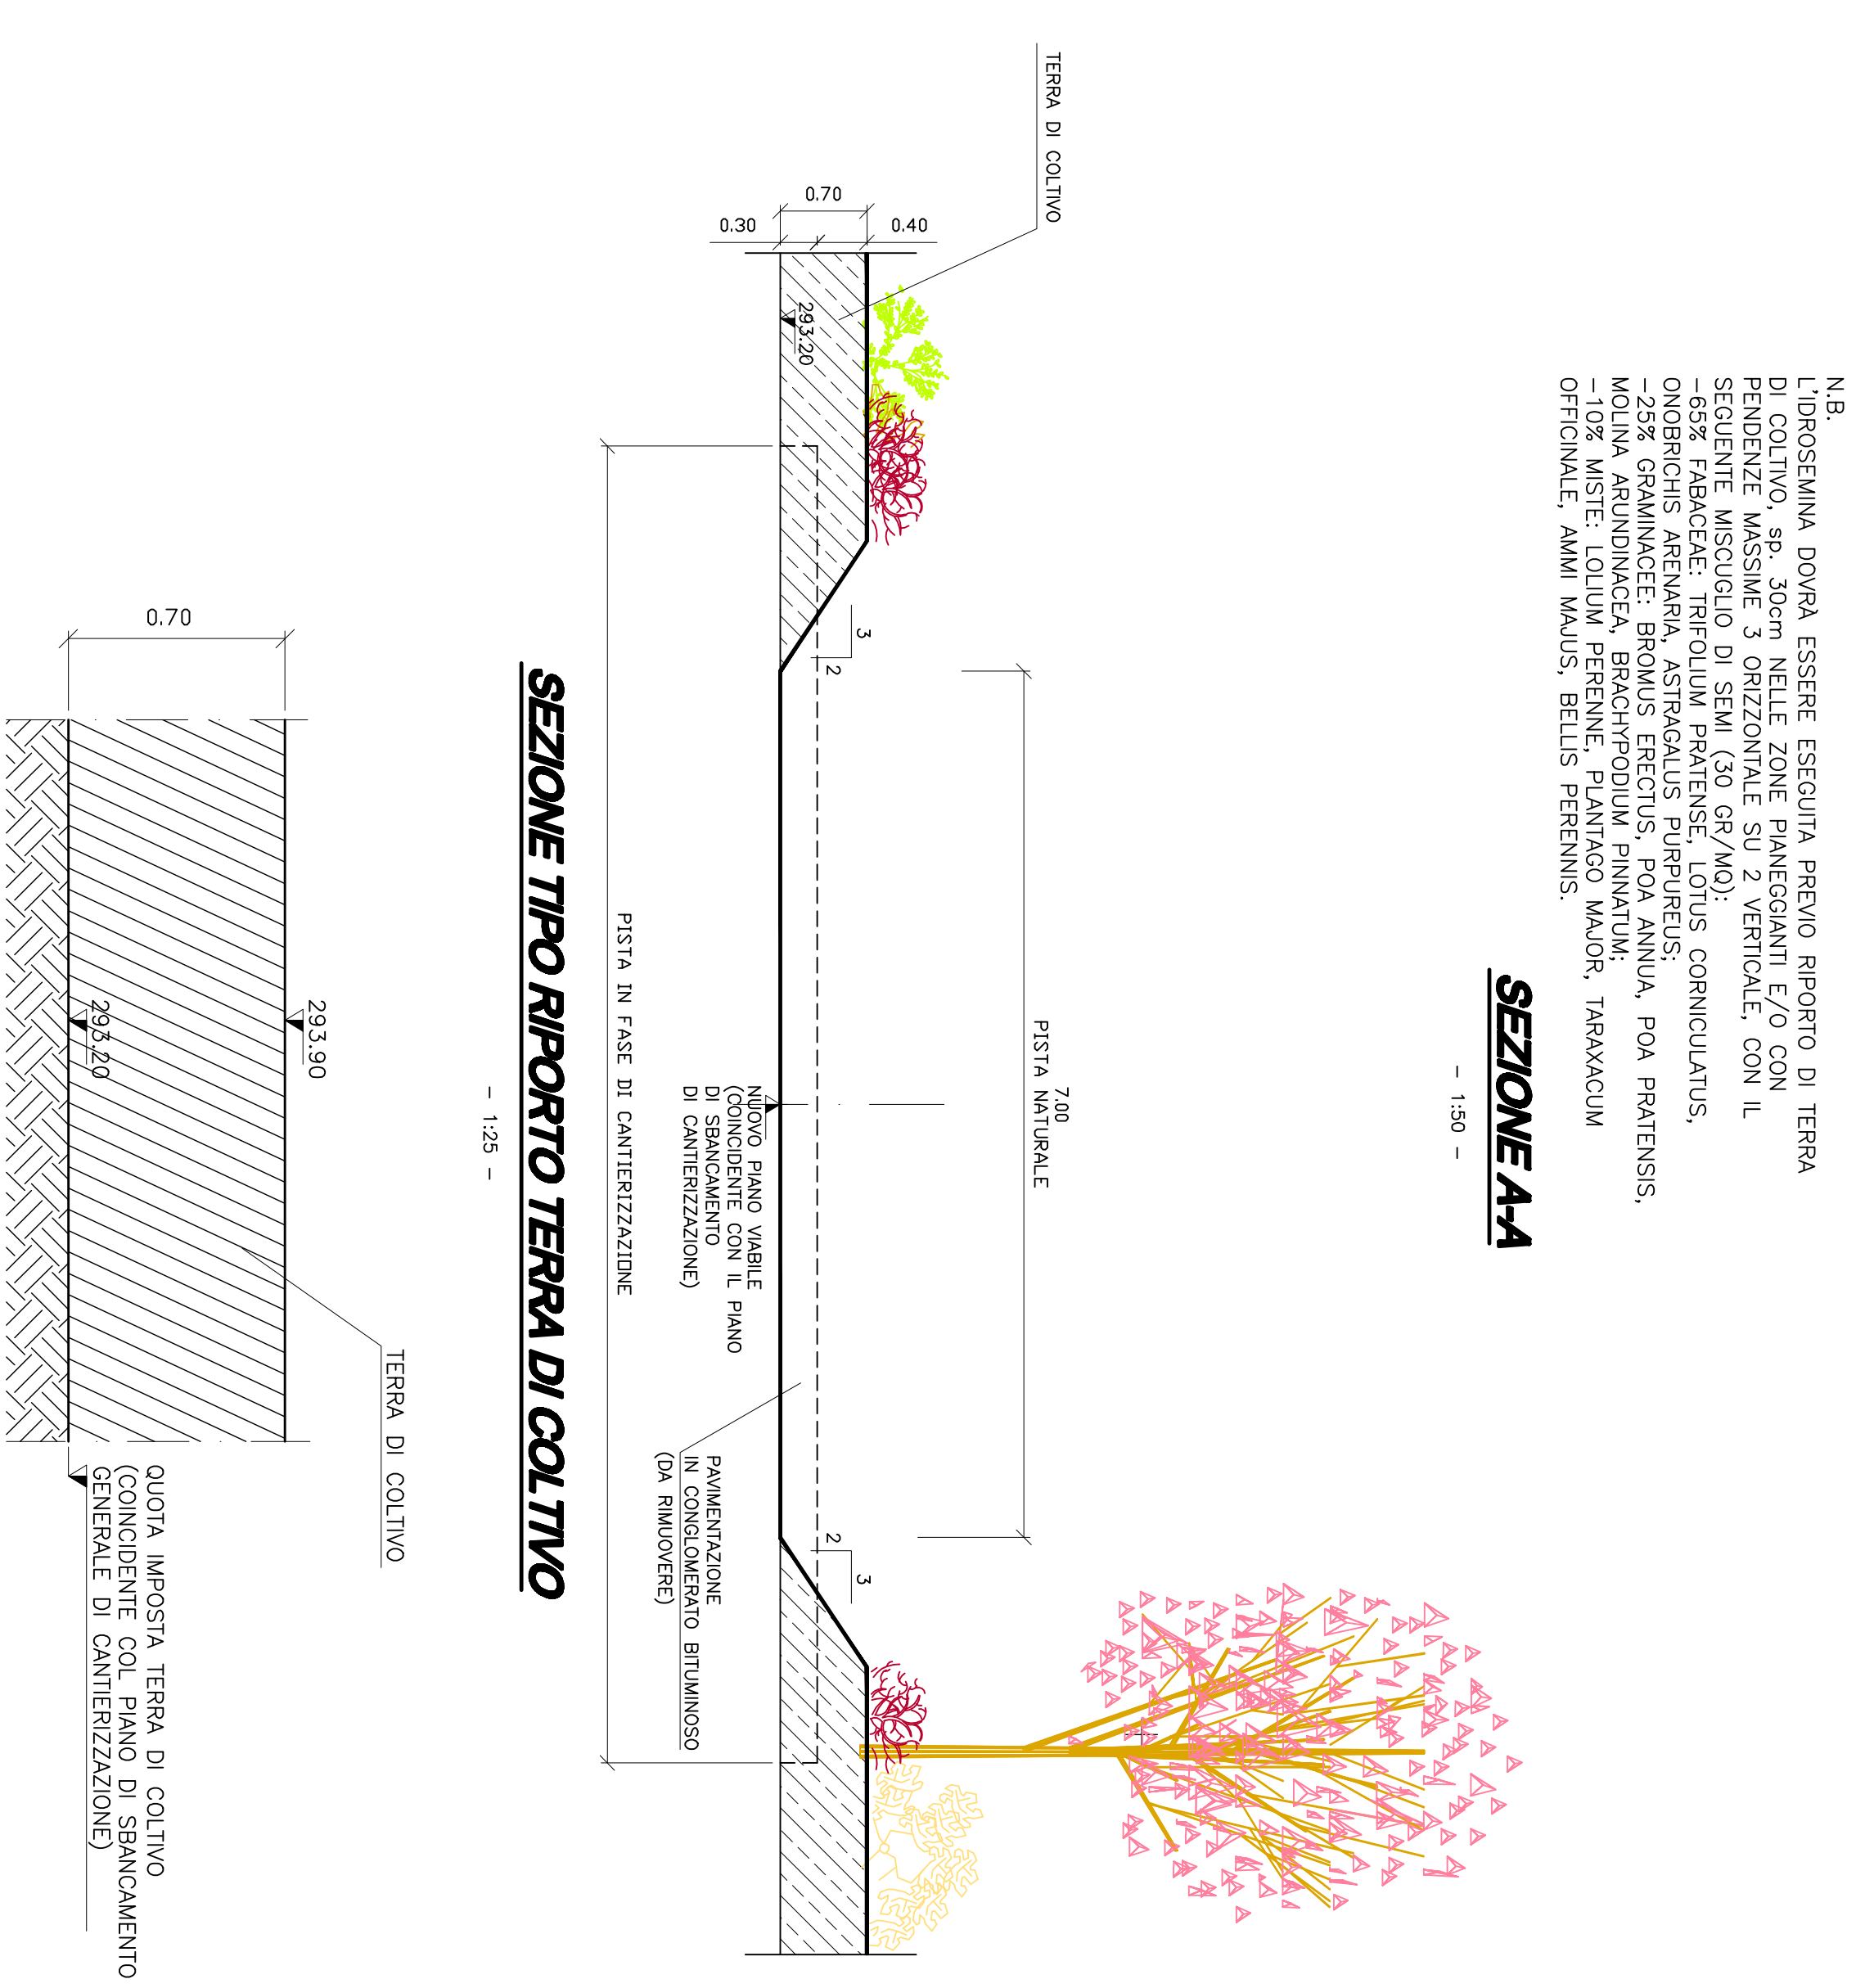 N.B.
L'IDROSEMINA DOVRÀ ESSERE ESEGUITA PREVIO RIPORTO DI TERRA
DI COLTIVO, sp. 30cm NELLE ZONE PIANEGGIANTI E/O CON
PENDENZE MASSIME 3 ORIZZONTALE SU 2 VERTICALE, CON IL
SEGUENTE MISCUGLIO DI SEMI (30 GR/MQ):
-65% FABACEAE: TRIFOLIUM PRATENSE, LOTUS CORNICULATUS,
ONOBRICHIS ARENARIA, ASTRAGALUS PURPUREUS;
-25% GRAMINACEE: BROMUS ERECTUS, POA ANNUA, POA PRATENSIS,
MOLINA ARUNDINACEA, BRACHYPODIUM PINNATUM;
-10% MISTE: LOLIUM PERENNE, PLANTAGO MAJOR, TARAXACUM
OFFICINALE, AMMI MAJUS, BELLIS PERENNIS.
SEZIONE A-A
- 1:50 -
TERRA DI COLTIVO
7.00
PISTA NATURALE
0.40
0.70
0.30
293.20
3
2
2
3
NUOVO PIANO VIABILE
(COINCIDENTE CON IL PIANO
DI SBANCAMENTO
DI CANTIERIZZAZIONE)
PAVIMENTAZIONE
IN CONGLOMERATO BITUMINOSO
(DA RIMUOVERE)
PISTA IN FASE DI CANTIERIZZAZIONE
SEZIONE TIPO RIPORTO TERRA DI COLTIVO
- 1:25 -
TERRA DI COLTIVO
293.90
0.70
293.20
QUOTA IMPOSTA TERRA DI COLTIVO
(COINCIDENTE COL PIANO DI SBANCAMENTO
GENERALE DI CANTIERIZZAZIONE)